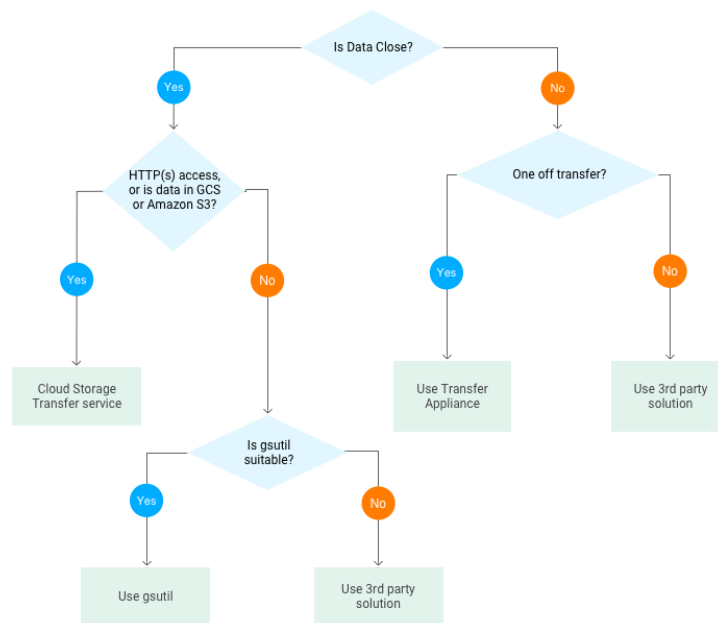 Is Data Close?
Yes
No
HTTP(s) access,
or is data in GCS
or Amazon S3?
One off transfer?
Yes
No
Yes
No
Cloud Storage
Transfer service
Use Transfer
Appliance
Use 3rd party
solution
Is gsutil
suitable?
Yes
No
Use gsutil
Use 3rd party
solution